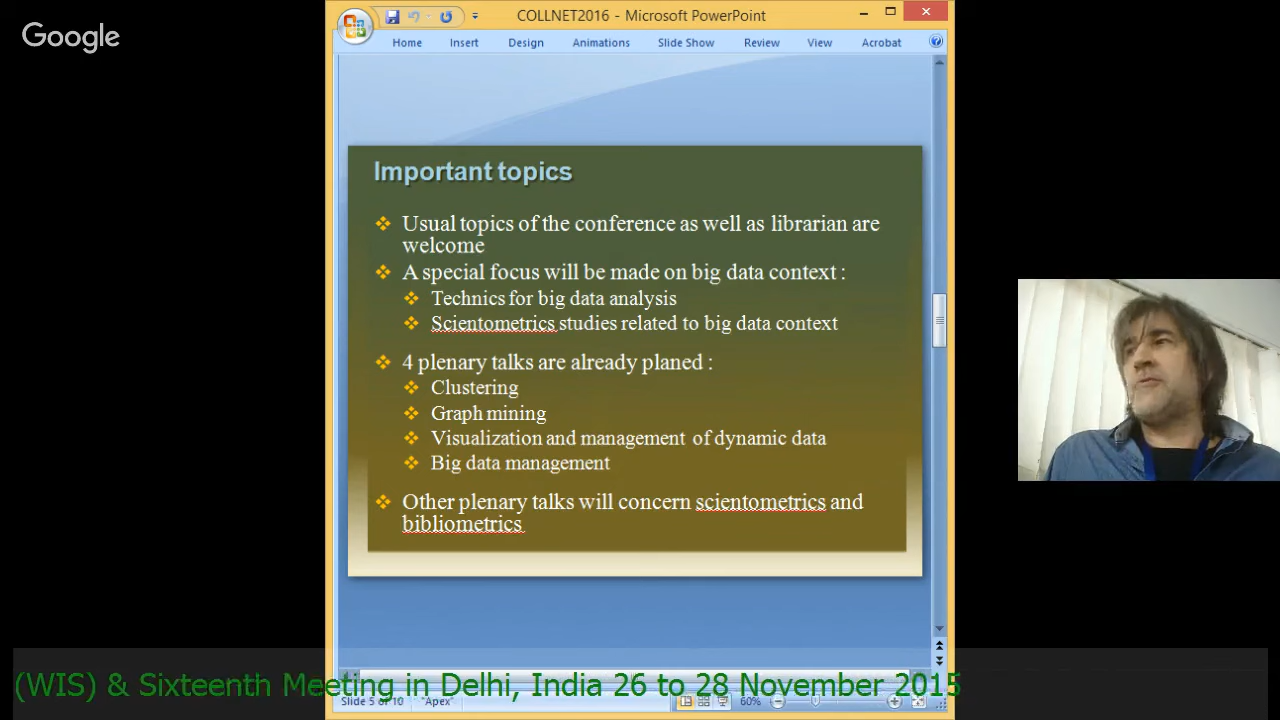 Google
COLLNET2016 - Microsoft PowerPoint
Home Insert Design Animations Slide Show Review View Acrobat
Important topics
Usual topics of the conference as well as librarian are
welcome
A special focus will be made on big data context :
Technics for big data analysis
Scientometrics studies related to big data context
4 plenary talks are already planed :
Clustering
Graph mining
Visualization and management of dynamic data
Big data management
Other plenary talks will concern scientometrics and
bibliometrics
(WIS) & Sixteenth Meeting in Delhi, India 26 to 28 November 2015
Slide 5 of 10 "Apex" 60%